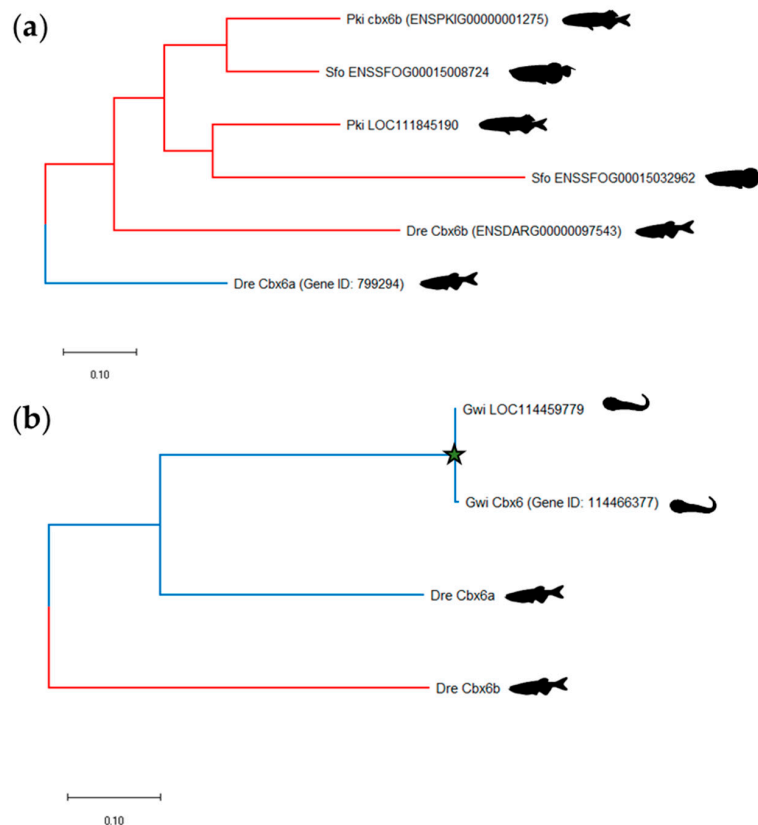 (a)
Pki cbx6b (ENSPKIG00000001275)
Sfo ENSSFOG00015008724
Pki LOC111845190
Sfo ENSSFOG00015032962
Dre Cbx6b (ENSDARG00000097543)
Dre Cbx6a (Gene ID: 799294)
0.10
(b)
Gwi LOC114459779
Gwi Cbx6 (Gene ID: 114466377)
Dre Cbx6a
Dre Cbx6b
0.10